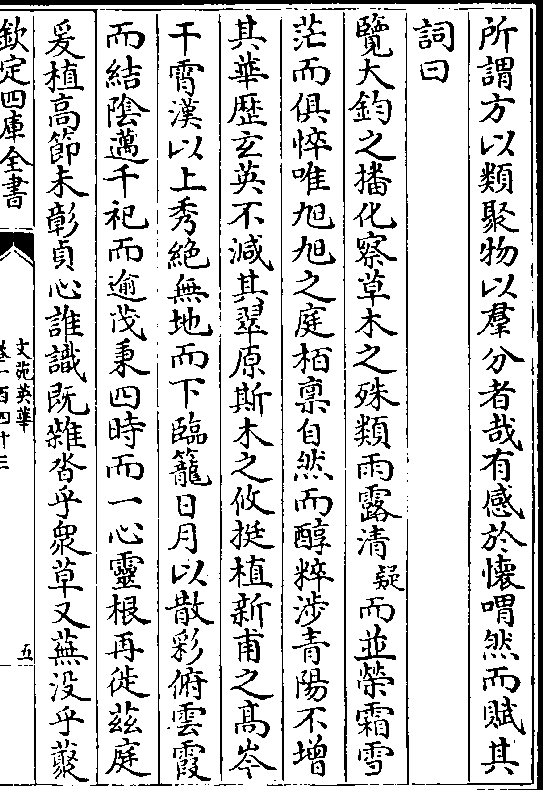 所謂方以類聚物以羣分者哉有感於懷喟然而賦其
詞曰
覽大鈞之播化察草木之殊類雨露清疑而並榮霜雪
茫而俱悴唯旭旭之庭栢禀自然而醇粹涉青陽不增
其華歴玄英不減其翠原斯木之攸挺植新甫之髙岑
干霄漢以上秀絶無地而下臨籠日月以散彩俯雲霞
而結隂邁千祀而逾茂秉四時而一心靈根再徙茲庭
爰植高節未彰貞心誰識既雜沓乎衆草又蕪没乎藂
欽定四庫全書
文苑英華
卷一百四十三
五